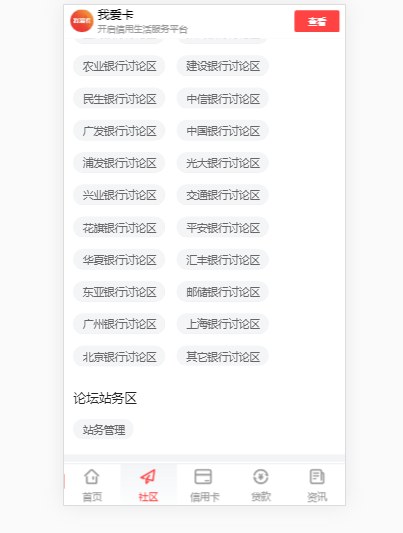 我爱卡
我爱卡
开启信用生活服务平台
查看
农业银行讨论区 建设银行讨论区
民生银行讨论区 中信银行讨论区
广发银行讨论区 中国银行讨论区
浦发银行讨论区 光大银行讨论区
兴业银行讨论区 交通银行讨论区
花旗银行讨论区 平安银行讨论区
华夏银行讨论区 汇丰银行讨论区
东亚银行讨论区 邮储银行讨论区
广州银行讨论区 上海银行讨论区
北京银行讨论区 其它银行讨论区
论坛站务区
站务管理
首页 社区 信用卡 贷款 资讯